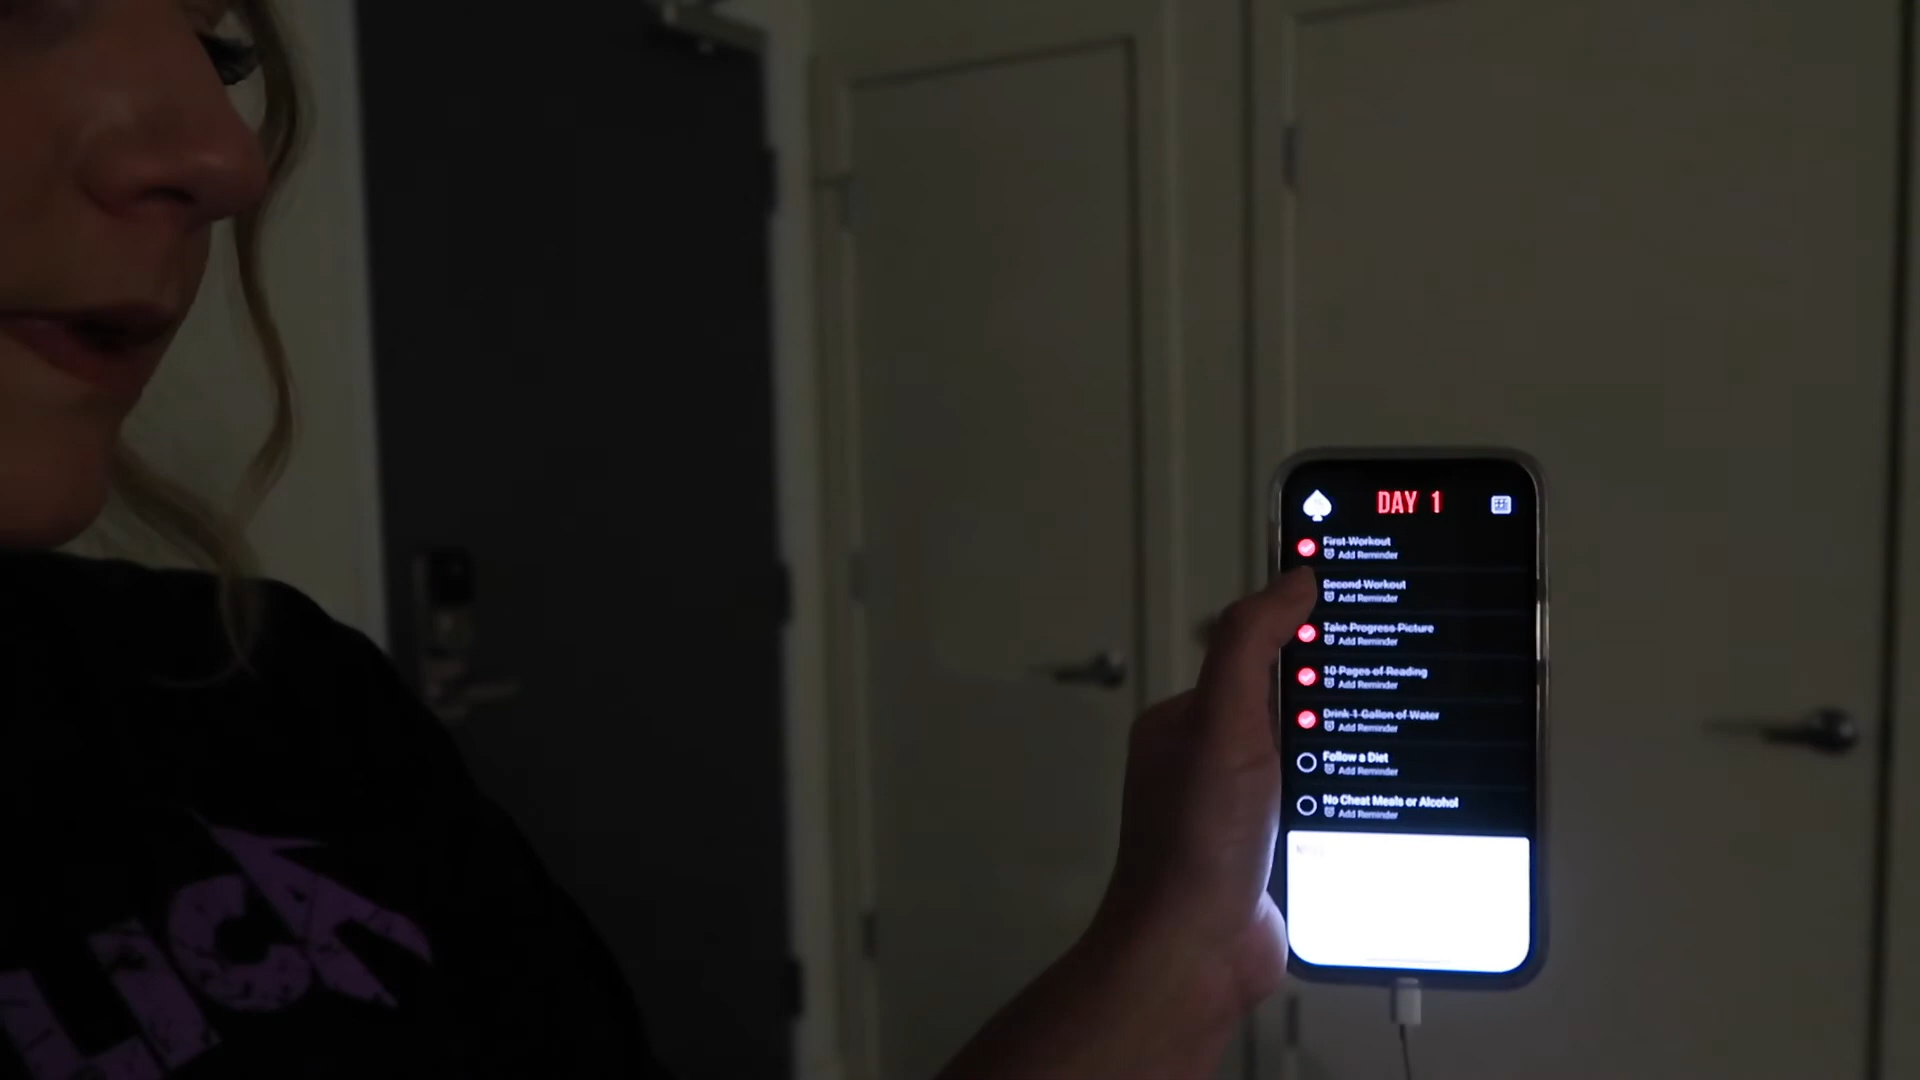 DAY 1
First Workout
Add Reminder
Second Workout
Add Reminder
Take Progress Picture
Add Reminder
10 Pages of Reading
Add Reminder
Drink 1 Gallon of Water
Add Reminder
Follow a Diet
Add Reminder
No Cheat Meals or Alcohol
Add Reminder